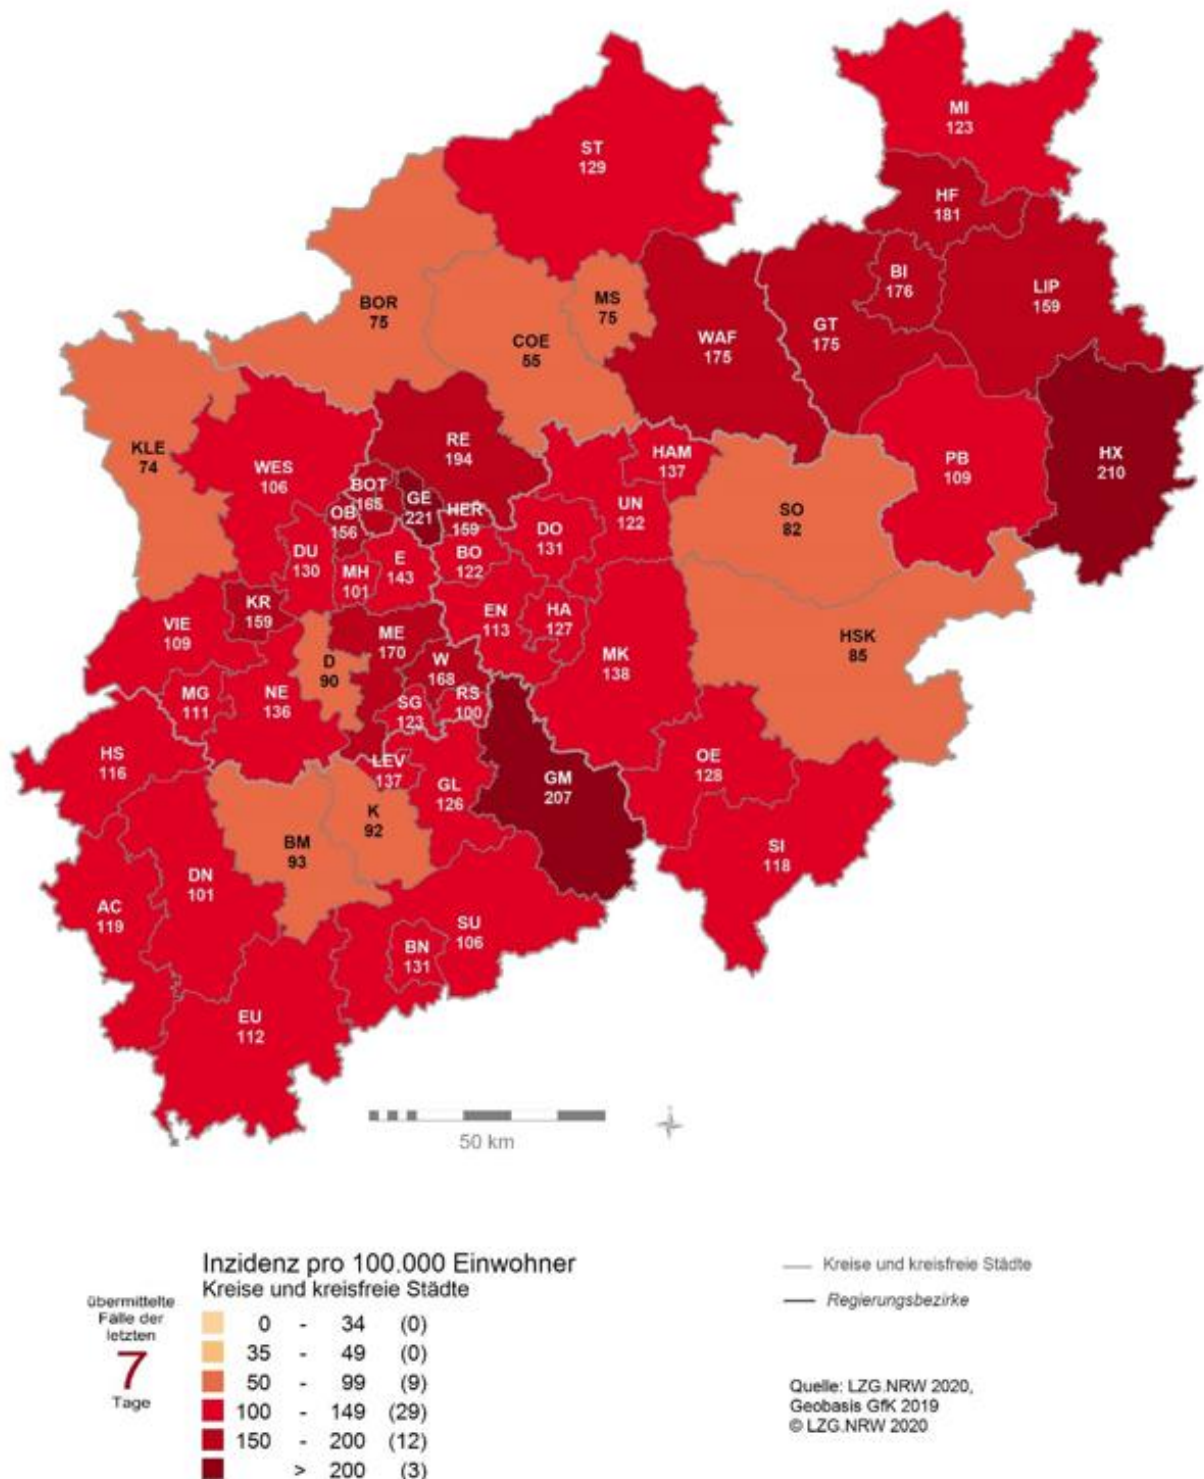 MI
123
ST
129
HF
181
BI
176
LIP
159
BOR
75
MS
75
COE
55
WAF
175
GT
175
KLE
74
WES
106
RE
194
HAM
137
PB
109
HX
210
BOT
165
GE
221
HER
159
OB
156
UN
122
SO
82
DU
130
MH
101
E
143
BO
122
DO
131
KR
159
VIE
109
EN
113
HA
127
ME
170
D
90
W
168
MK
138
HSK
85
MG
111
NE
136
SG
123
RS
100
HS
116
LEV
137
GL
126
GM
207
OE
128
K
92
BM
93
SI
118
DN
101
AC
119
SU
106
BN
131
EU
112
50 km
Inzidenz pro 100.000 Einwohner
Kreise und kreisfreie Städte
übermittelte
Fälle der
letzten
7
Tage
0 - 34 (0)
35 - 49 (0)
50 - 99 (9)
100 - 149 (29)
150 - 200 (12)
> 200 (3)
Kreise und kreisfreie Städte
Regierungsbezirke
Quelle: LZG.NRW 2020,
Geobasis GfK 2019
© LZG.NRW 2020